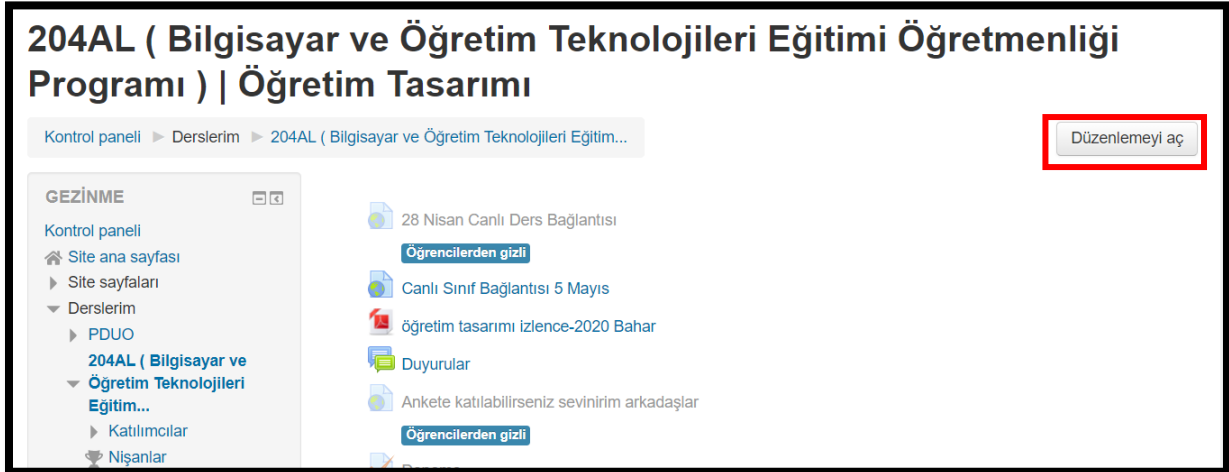 204AL ( Bilgisayar ve Öğretim Teknolojileri Eğitimi Öğretmenliği
Programı ) | Öğretim Tasarımı
Kontrol paneli ▶ Derslerim ▶ 204AL ( Bilgisayar ve Öğretim Teknolojileri Eğitim...
Düzenlemeyi aç
GEZİNME
Kontrol paneli
Site ana sayfası
Site sayfaları
Derslerim
PDUO
204AL ( Bilgisayar ve
Öğretim Teknolojileri
Eğitim...
Katılımcılar
Nişanlar
28 Nisan Canlı Ders Bağlantısı
Öğrencilerden gizli
Canlı Sınıf Bağlantısı 5 Mayıs
öğretim tasarımı izlence-2020 Bahar
Duyurular
Ankete katılabilirseniz sevinirim arkadaşlar
Öğrencilerden gizli